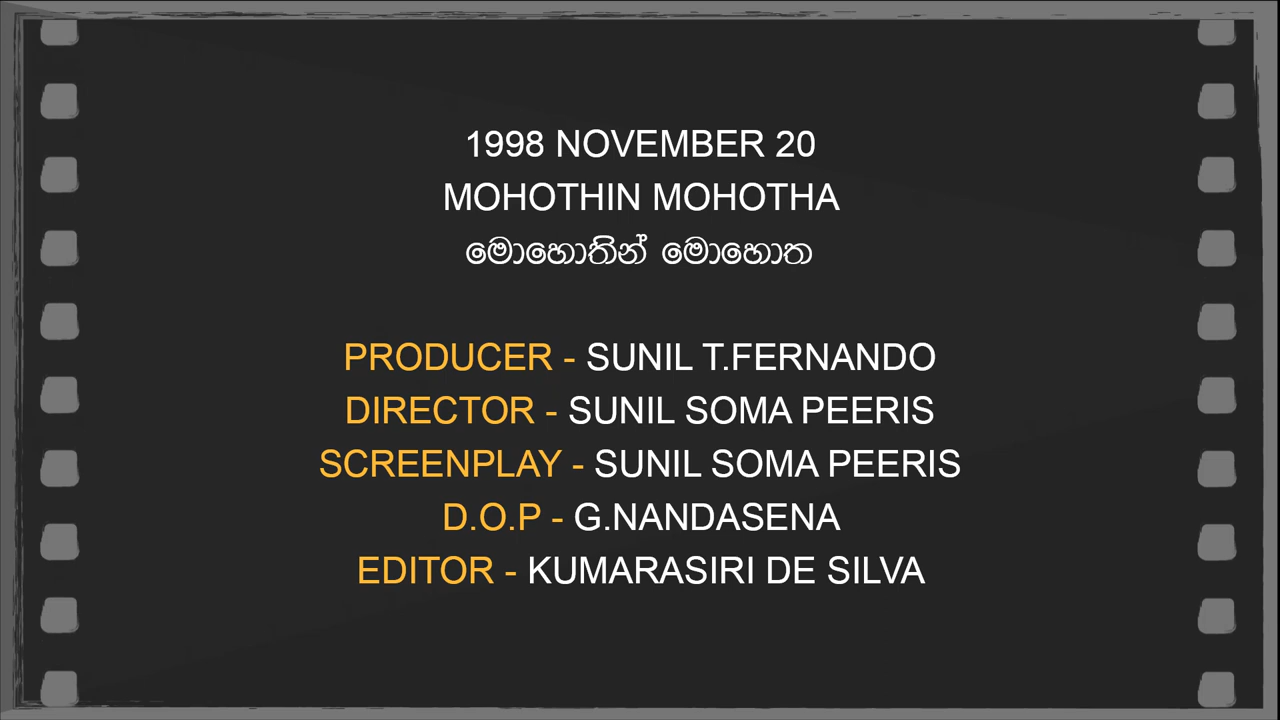 1998 NOVEMBER 20
MOHOTHIN MOHOTHA
මොහොතින් මොහොත
PRODUCER - SUNIL T.FERNANDO
DIRECTOR - SUNIL SOMA PEERIS
SCREENPLAY - SUNIL SOMA PEERIS
D.O.P - G.NANDASENA
EDITOR - KUMARASIRI DE SILVA